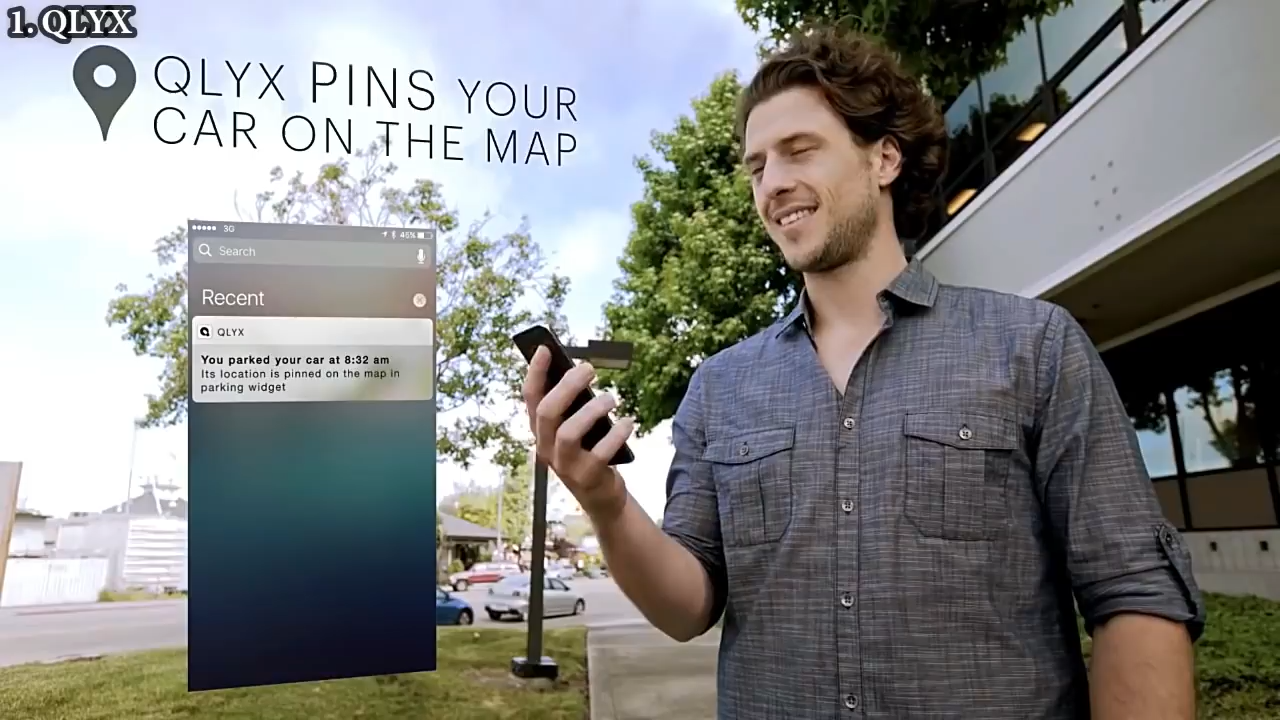 1. QLYX
QLYX PINS YOUR
CAR ON THE MAP
3G
45%
Search
Recent
QLYX
You parked your car at 8:32 am
Its location is pinned on the map in
parking widget